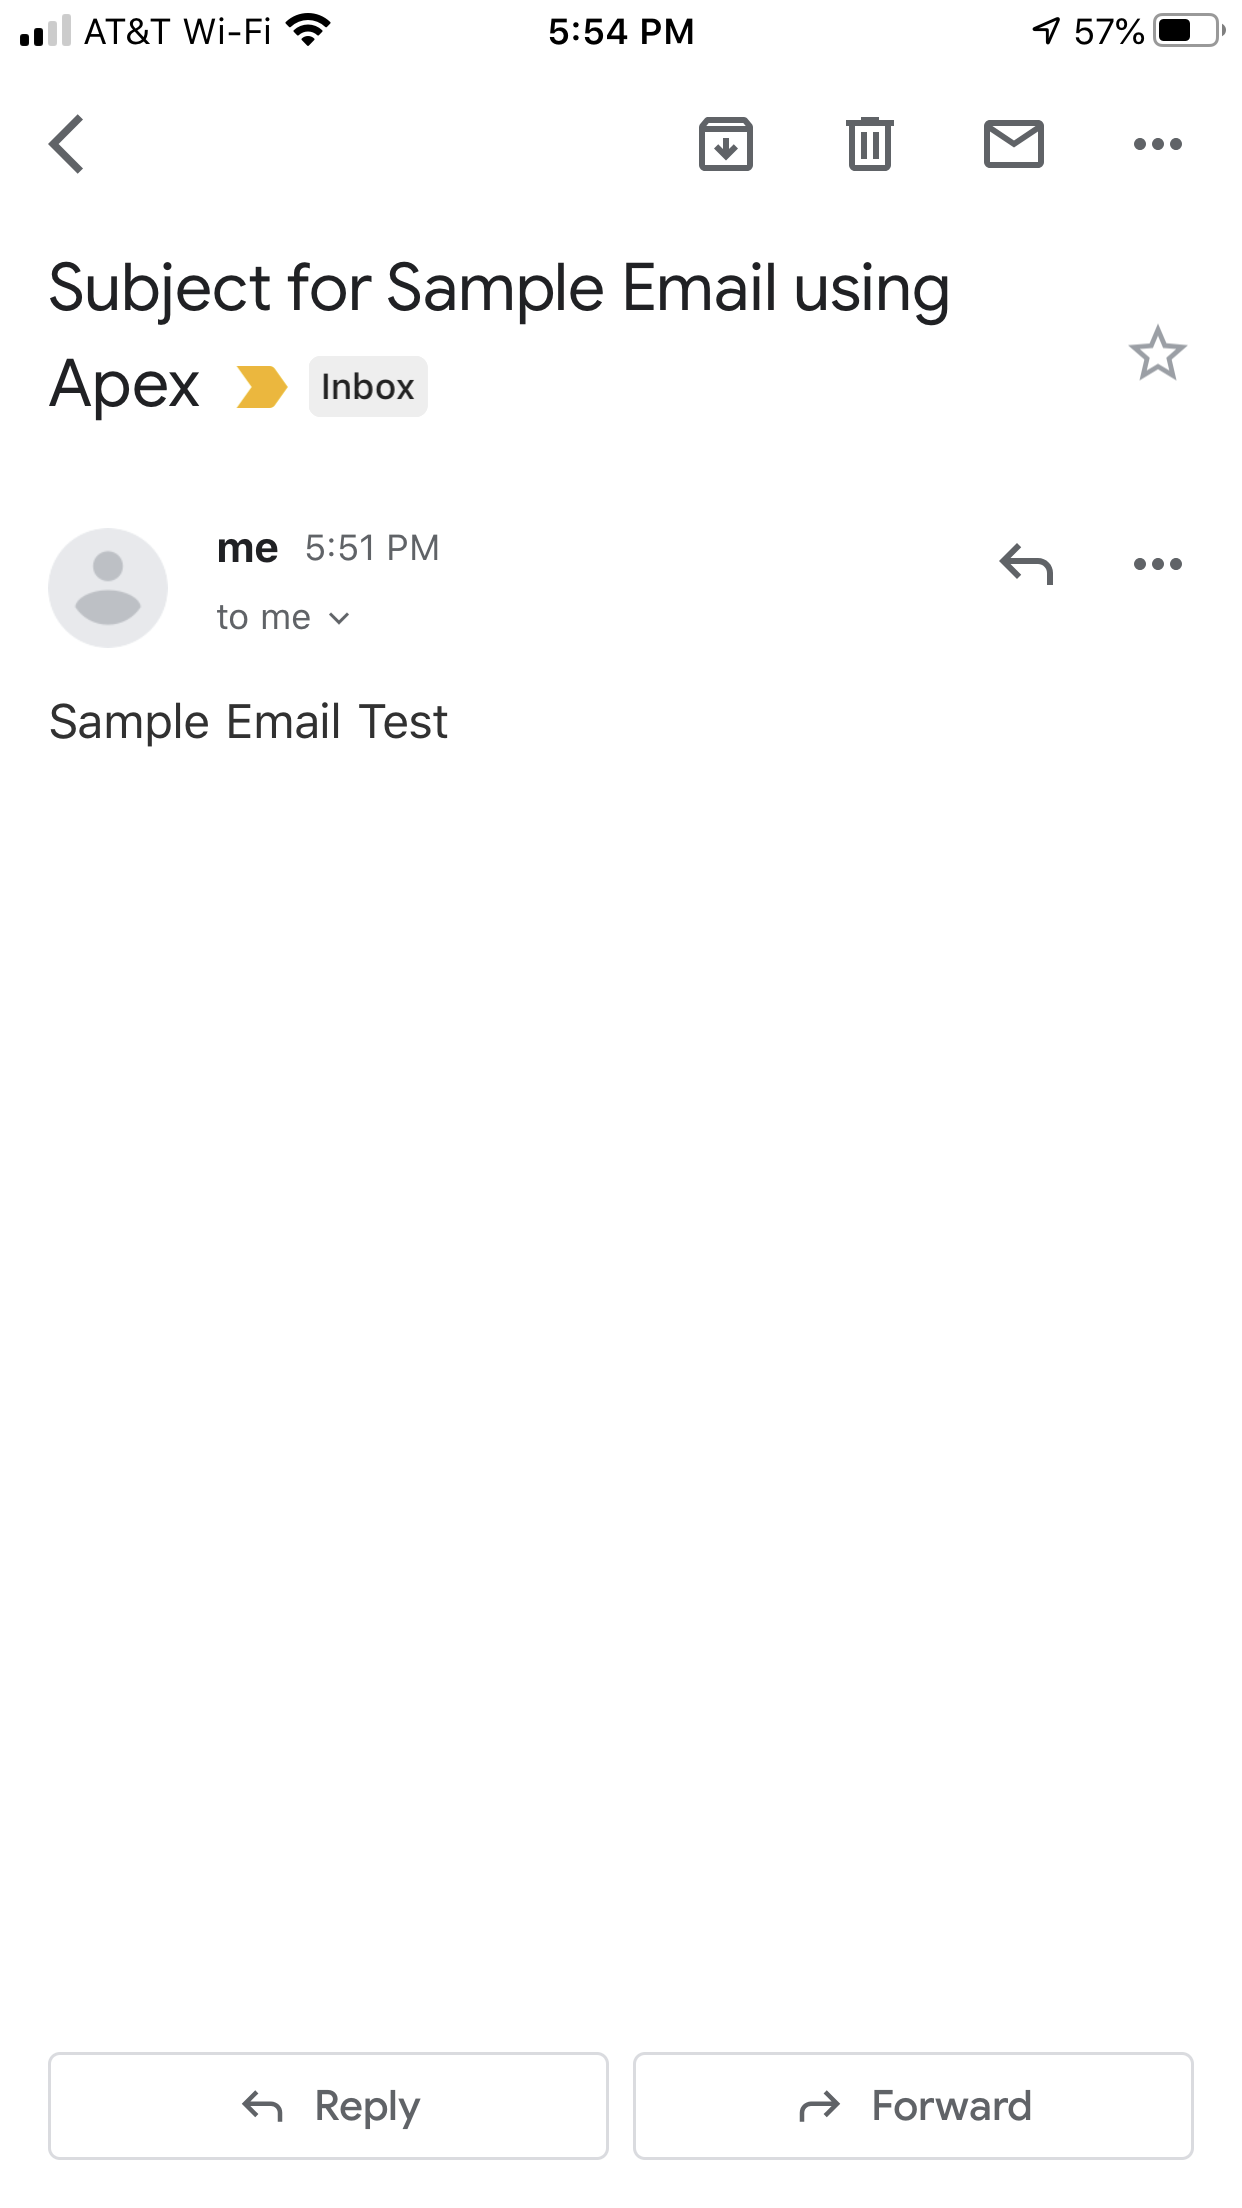 AT&T Wi-Fi 5:54 PM 57%
Subject for Sample Email using
Apex Inbox
me 5:51 PM
to me
Sample Email Test
Reply Forward